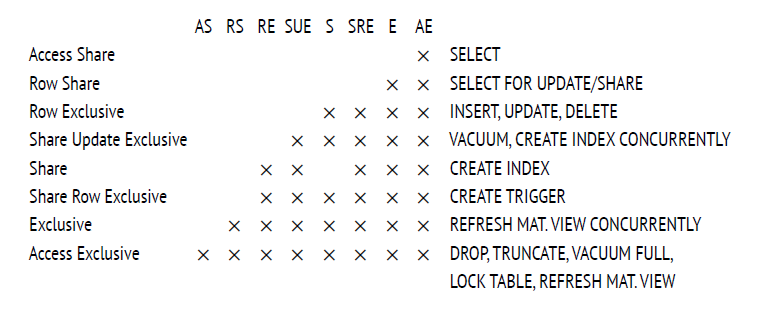 AS RS RE SUE S SRE E AE
Access Share × SELECT
Row Share × × SELECT FOR UPDATE/SHARE
Row Exclusive × × × × INSERT, UPDATE, DELETE
Share Update Exclusive × × × × × VACUUM, CREATE INDEX CONCURRENTLY
Share × × × × × CREATE INDEX
Share Row Exclusive × × × × × × CREATE TRIGGER
Exclusive × × × × × × × REFRESH MAT. VIEW CONCURRENTLY
Access Exclusive × × × × × × × × DROP, TRUNCATE, VACUUM FULL,
LOCK TABLE, REFRESH MAT. VIEW